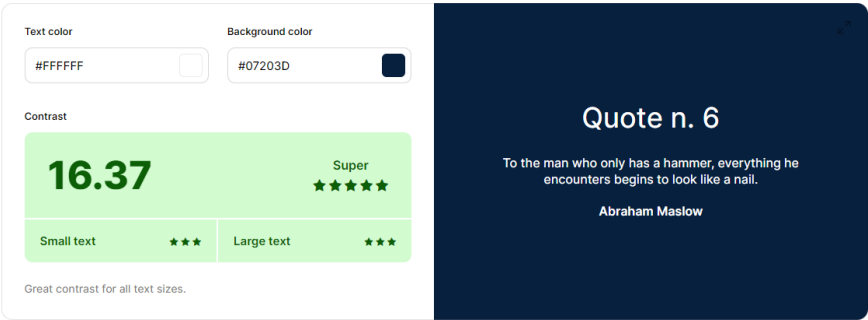 Text color
Background color
#FFFFFF
#07203D
Contrast
16.37
Super
Small text
Large text
Great contrast for all text sizes.
Quote n. 6
To the man who only has a hammer, everything he
encounters begins to look like a nail.
Abraham Maslow